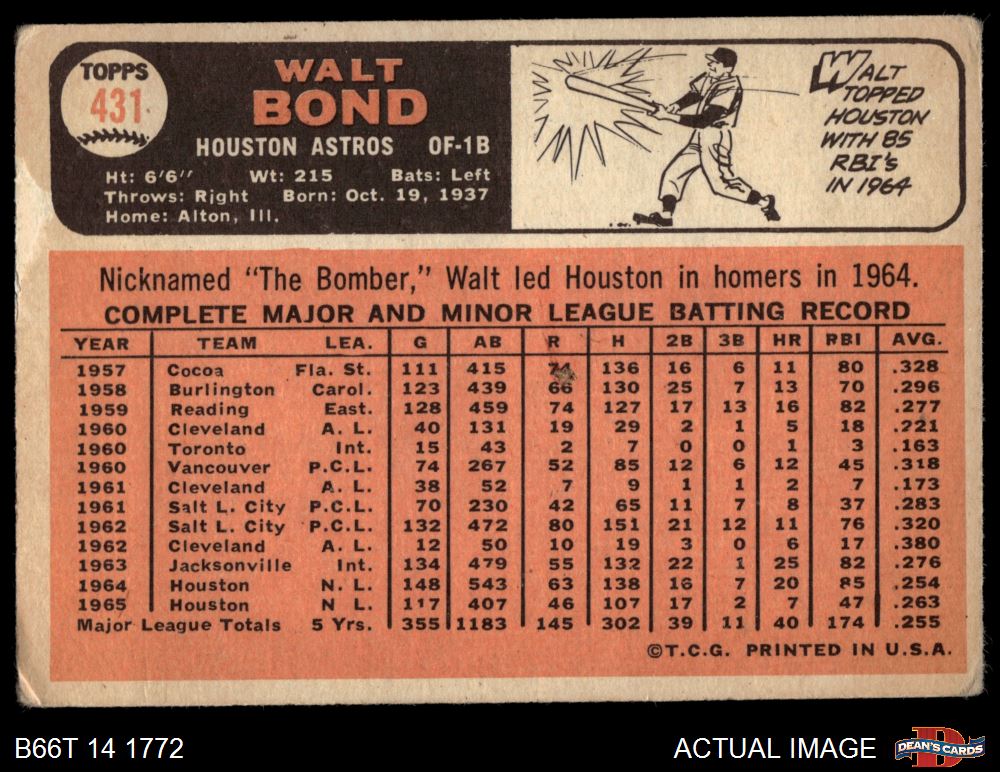 TOPPS
431
WALT
BOND
HOUSTON ASTROS OF-1B
Ht: 6'6" Wt: 215 Bats: Left
Throws: Right Born: Oct. 19, 1937
Home: Alton, Ill.
WALT
TOPPED
HOUSTON
WITH 85
RBI's
IN 1964
Nicknamed "The Bomber," Walt led Houston in homers in 1964.
COMPLETE MAJOR AND MINOR LEAGUE BATTING RECORD
YEAR TEAM LEA. G AB R H 2B 3B HR RBI AVG.
1957 Cocoa Fla. St. 111 415 74 136 16 6 11 80 .328
1958 Burlington Carol. 123 439 66 130 25 7 13 70 .296
1959 Reading East. 128 459 74 127 17 13 16 82 .277
1960 Cleveland A. L. 40 131 19 29 2 1 5 18 .221
1960 Toronto Int. 15 43 2 7 0 0 1 3 .163
1960 Vancouver P.C.L. 74 267 52 85 12 6 12 45 .318
1961 Cleveland A. L. 38 52 7 9 1 1 2 7 .173
1961 Salt L. City P.C.L. 70 230 42 65 11 7 8 37 .283
1962 Salt L. City P.C.L. 132 472 80 151 21 12 11 76 .320
1962 Cleveland A. L. 12 50 10 19 3 0 6 17 .380
1963 Jacksonville Int. 134 479 55 132 22 1 25 82 .276
1964 Houston N. L. 148 543 63 138 16 7 20 85 .254
1965 Houston N L. 117 407 46 107 17 2 7 47 .263
Major League Totals 5 Yrs. 355 1183 145 302 39 11 40 174 .255
©T.C.G. PRINTED IN U.S.A.
B66T 14 1772 ACTUAL IMAGE DEAN'S CARDS